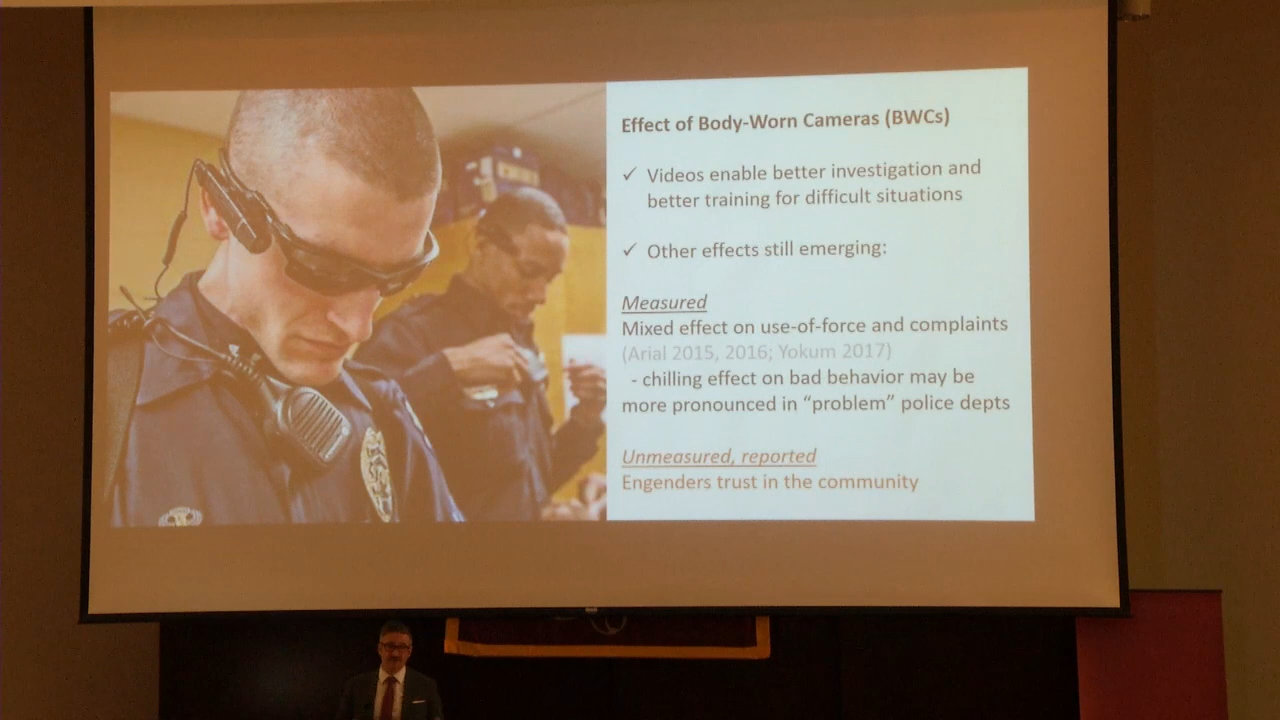 Effect of Body-Worn Cameras (BWCs)
✓ Videos enable better investigation and
better training for difficult situations
✓ Other effects still emerging:
Measured
Mixed effect on use-of-force and complaints
(Arial 2015, 2016; Yokum 2017)
- chilling effect on bad behavior may be
more pronounced in “problem” police depts
Unmeasured, reported
Engenders trust in the community